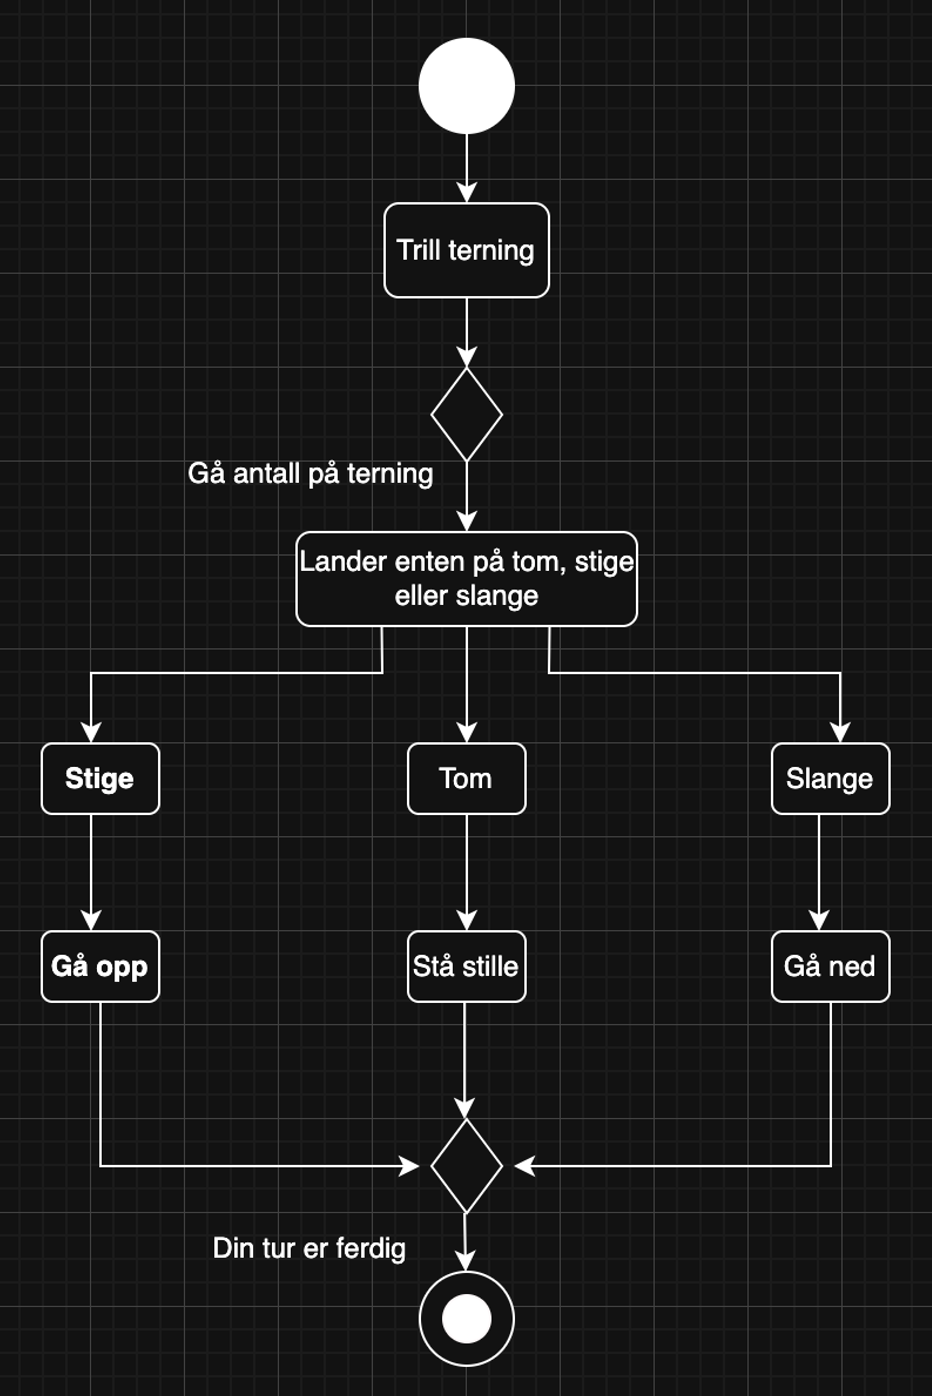 Trill terning
Gå antall på terning
Lander enten på tom, stige
eller slange
Stige
Tom
Slange
Gå opp
Stå stille
Gå ned
Din tur er ferdig